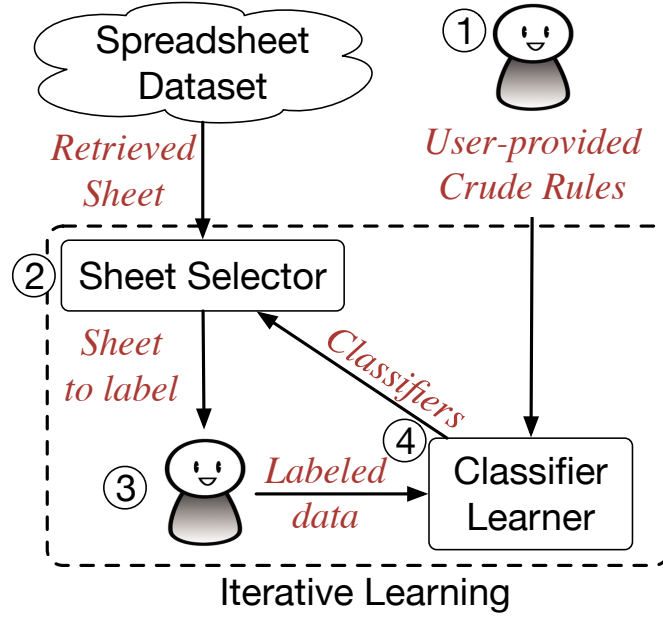 Spreadsheet
Dataset
1
Retrieved
Sheet
User-provided
Crude Rules
2
Sheet Selector
Sheet
to label
Classifiers
3
Labeled
data
4
Classifier
Learner
Iterative Learning